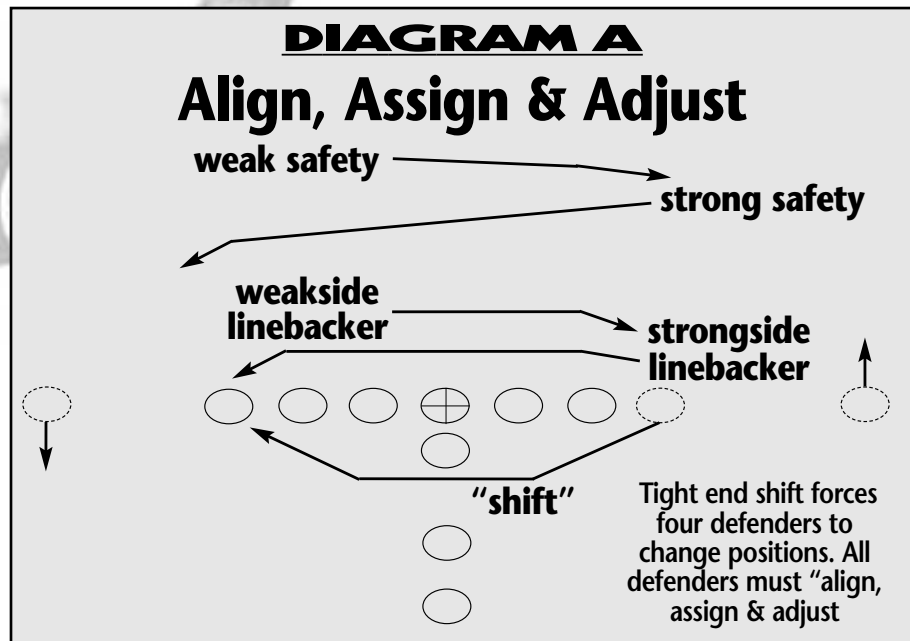 DIAGRAM A
Align, Assign & Adjust
weak safety
strong safety
weakside
linebacker
strongside
linebacker
“shift”
Tight end shift forces
four defenders to
change positions. All
defenders must “align,
assign & adjust